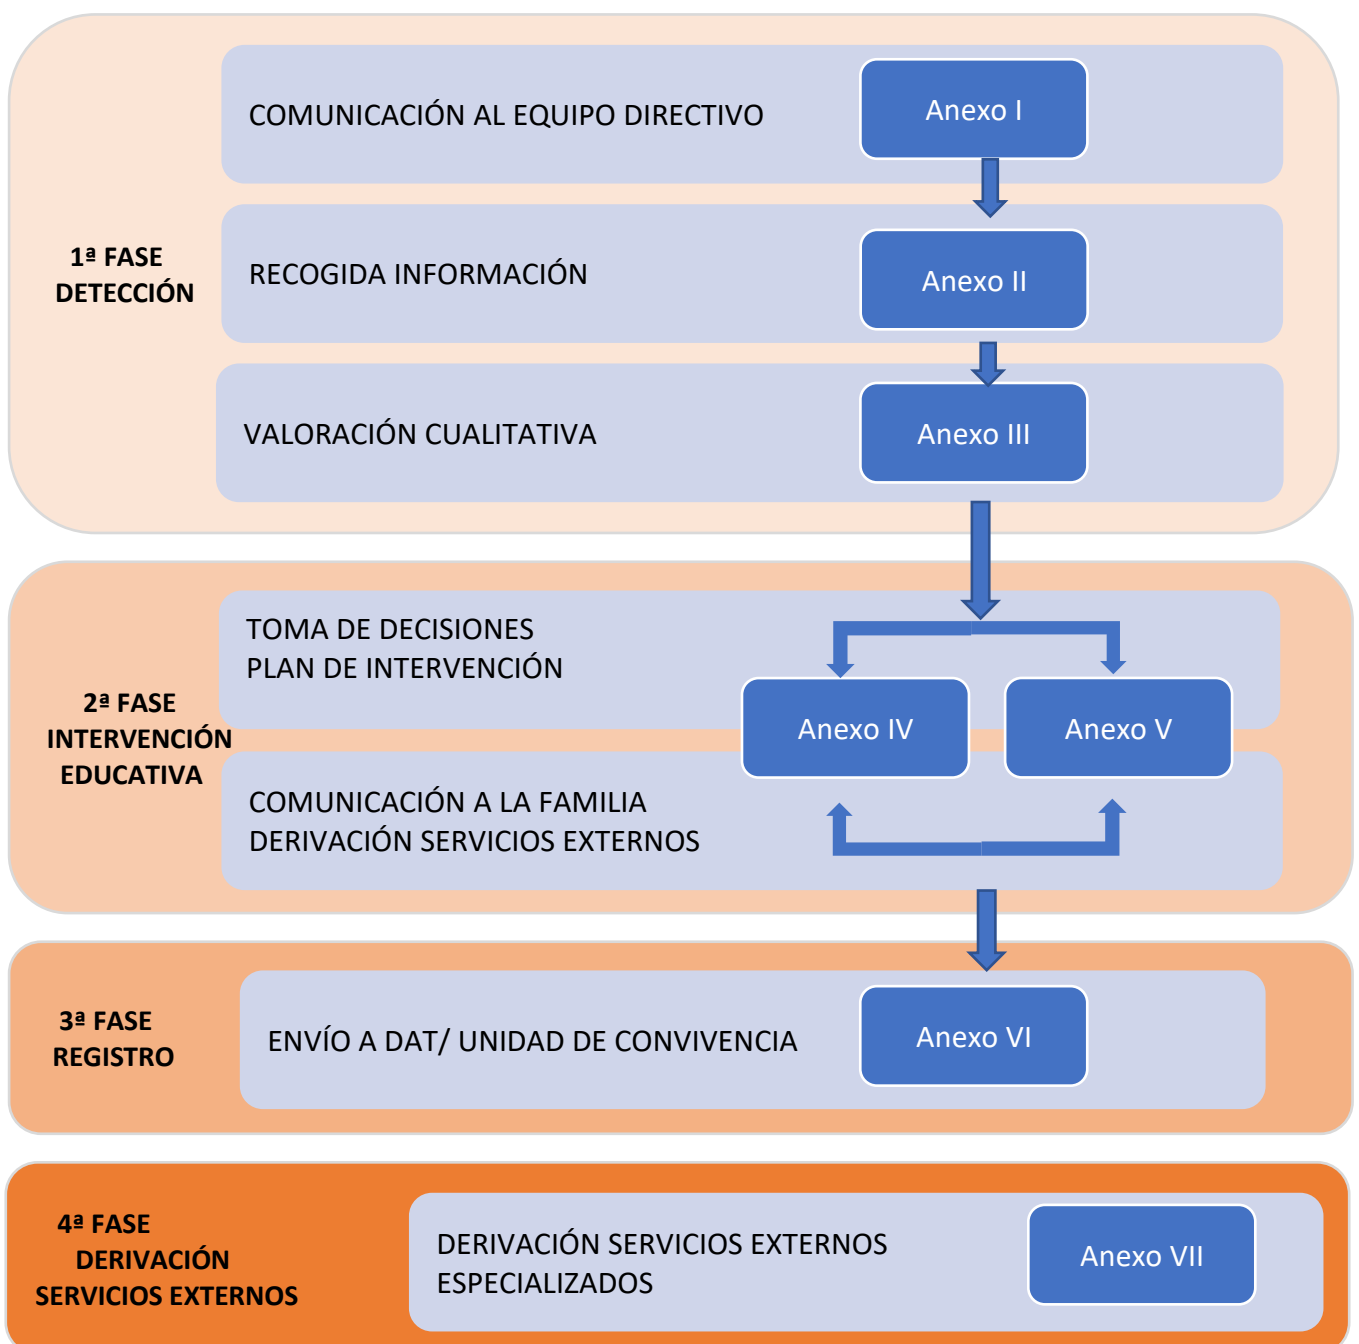 COMUNICACIÓN AL EQUIPO DIRECTIVO
Anexo I
1ª FASE
DETECCIÓN
RECOGIDA INFORMACIÓN
Anexo II
VALORACIÓN CUALITATIVA
Anexo III
2ª FASE
INTERVENCIÓN
EDUCATIVA
TOMA DE DECISIONES
PLAN DE INTERVENCIÓN
Anexo IV
Anexo V
COMUNICACIÓN A LA FAMILIA
DERIVACIÓN SERVICIOS EXTERNOS
3ª FASE
REGISTRO
ENVÍO A DAT/ UNIDAD DE CONVIVENCIA
Anexo VI
4ª FASE
DERIVACIÓN
SERVICIOS EXTERNOS
DERIVACIÓN SERVICIOS EXTERNOS
ESPECIALIZADOS
Anexo VII